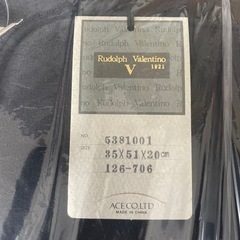 Rudolph Valentino
V 1921
NO. 5381001
SIZE 35×51×20cm
126-706
ACE CO.,LTD
MADE IN CHINA